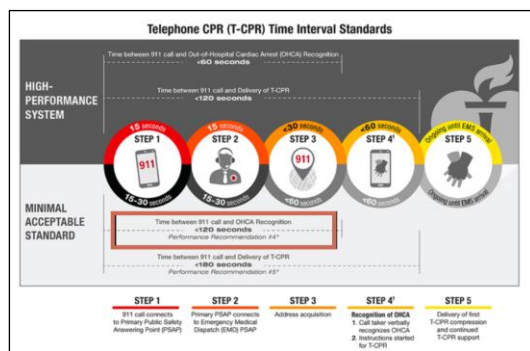 Telephone CPR (T-CPR) Time Interval Standards
Time between 911 call and Out-of-Hospital Cardiac Arrest (OHCA) Recognition
<60 seconds
HIGH-
PERFORMANCE
SYSTEM
Time between 911 call and Delivery of T-CPR
<120 seconds
15 seconds
15 seconds
<30 seconds
<60 seconds
Ongoing until EMS arrival
STEP 1
STEP 2
STEP 3
STEP 4¹
STEP 5
911
911
15-30 seconds
15-30 seconds
<60 seconds
<60 seconds
Ongoing until EMS arrival
MINIMAL
ACCEPTABLE
STANDARD
Time between 911 call and OHCA Recognition
<120 seconds
Performance Recommendation #4*
Time between 911 call and Delivery of T-CPR
<180 seconds
Performance Recommendation #5*
STEP 1
911 call connects
to Primary Public Safety
Answering Point (PSAP)
STEP 2
Primary PSAP connects
to Emergency Medical
Dispatch (EMD) PSAP
STEP 3
Address acquisition
STEP 4¹
Recognition of OHCA
1. Call taker verbally
recognizes OHCA
2. Instructions started
for T-CPR
STEP 5
Delivery of first
T-CPR compression
and continued
T-CPR support